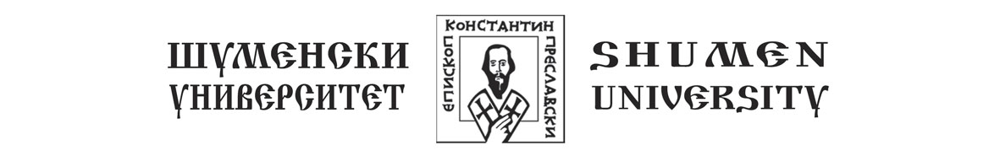 ШУМЕНСКИ
УНИВЕРСИТЕТ
ЕПИСКОП
КОНСТАНТИН
ПРЕСЛАВСКИ
SHUMEN
UNIVERSITY